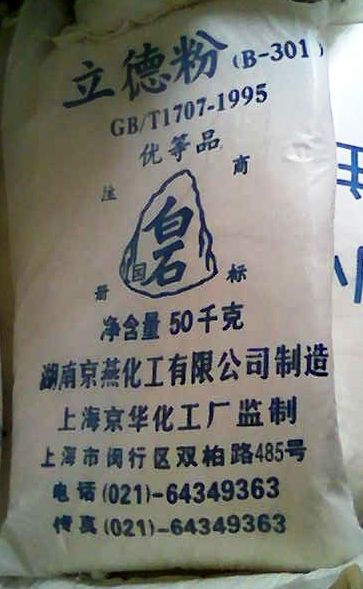 立德粉(B-301)
GB/T1707-1995
优等品
注 商
白石
册 标
净含量 50千克
湖南京燕化工有限公司制造
上海京华化工厂监制
上海市闵行区双柏路485号
电话(021)-64349363
传真(021)-64349363